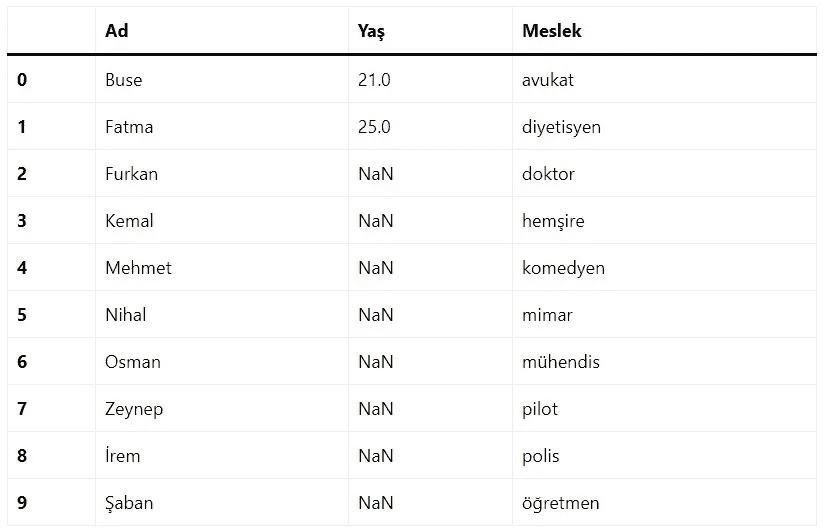 Ad Yaş Meslek
0 Buse 21.0 avukat
1 Fatma 25.0 diyetisyen
2 Furkan NaN doktor
3 Kemal NaN hemşire
4 Mehmet NaN komedyen
5 Nihal NaN mimar
6 Osman NaN mühendis
7 Zeynep NaN pilot
8 İrem NaN polis
9 Şaban NaN öğretmen